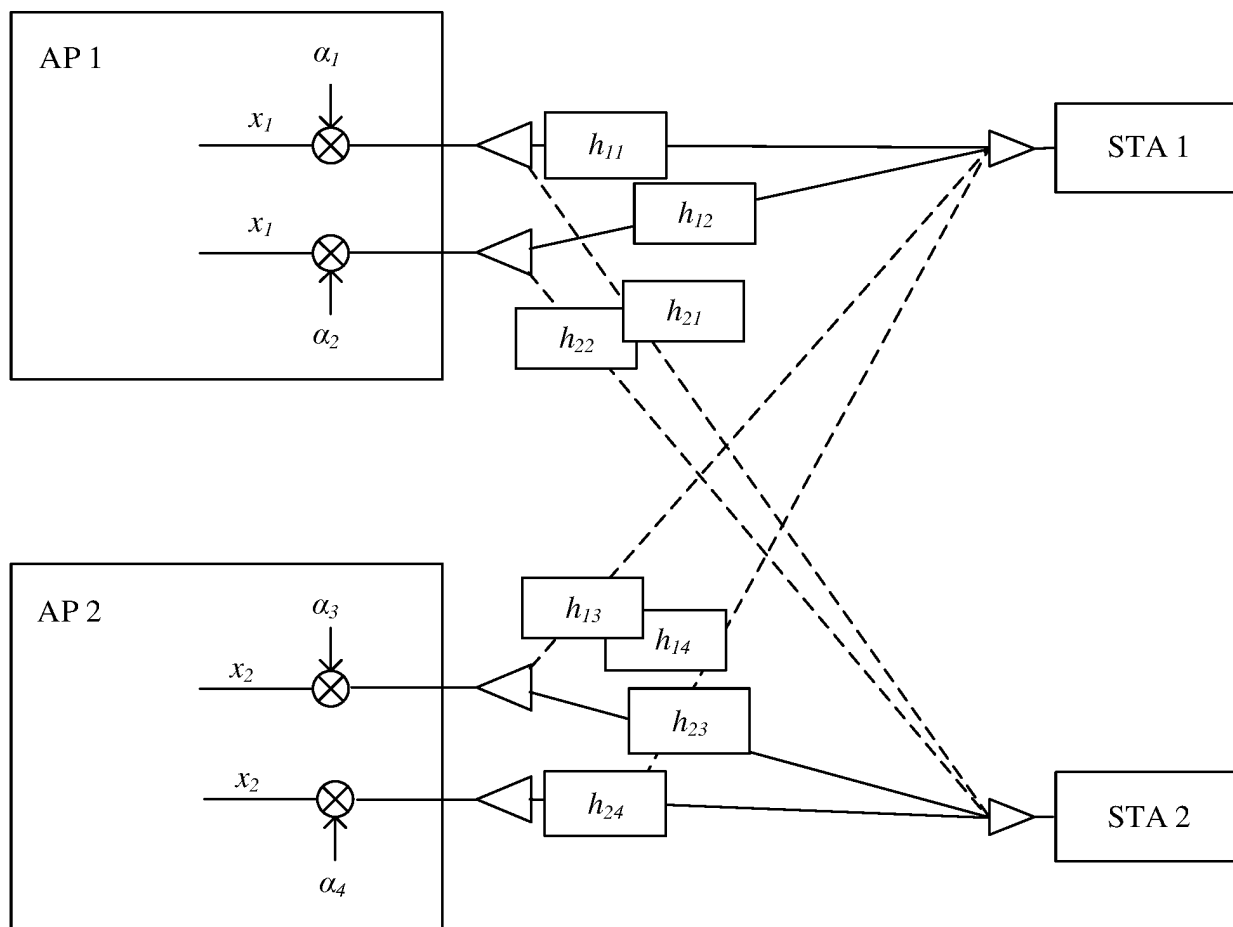 AP 1
α1
x1
h11
STA 1
h12
x1
α2
h21
h22
AP 2
α3
h13
h14
x2
h23
x2
h24
STA 2
α4